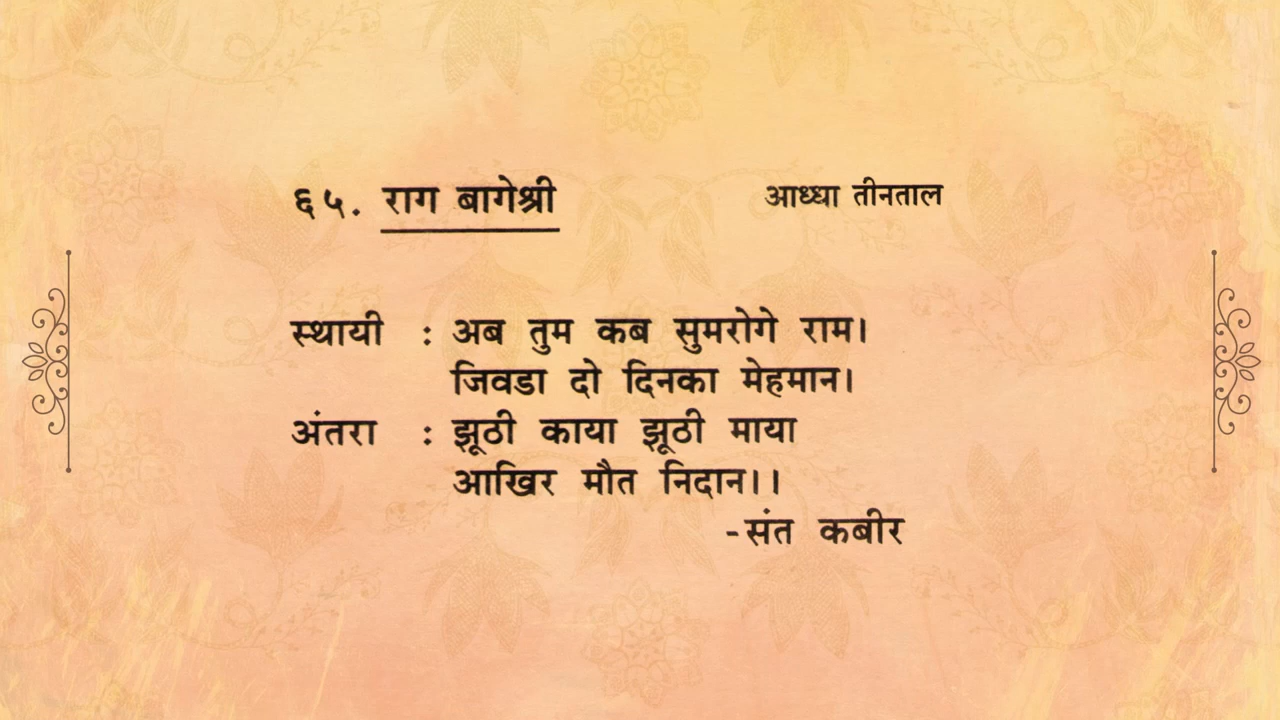 ६५. राग बागेश्री आध्धा तीनताल
स्थायी : अब तुम कब सुमरोगे राम।
जिवडा दो दिनका मेहमान।
अंतरा : झूठी काया झूठी माया
आखिर मौत निदान।।
-संत कबीर